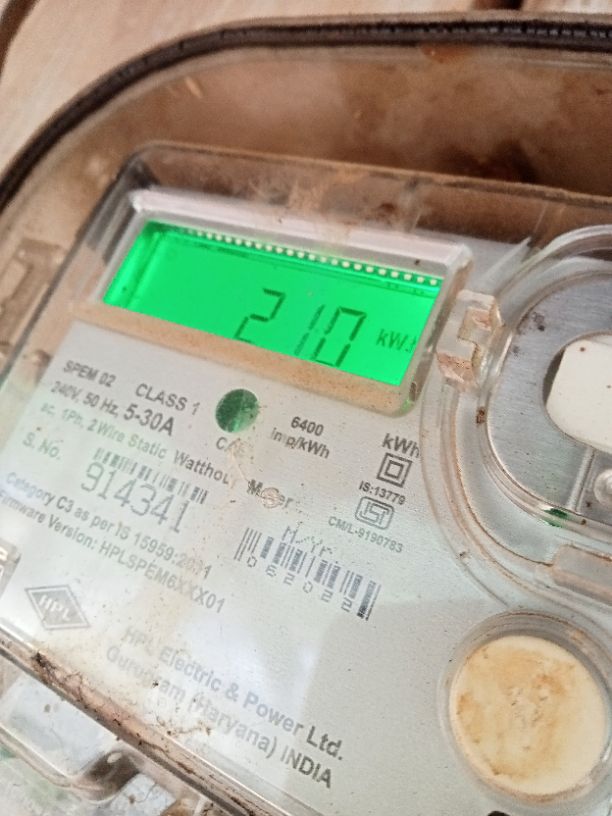 210 kWh
SPEM 02 CLASS 1
240V, 50 Hz, 5-30A
6400
imp/kWh
kWh
ac, 1Ph, 2 Wire Static Watthour Meter
CAL
IS:13779
S. No.
914341
CM/L-9190783
Category C3 as per IS 15959:2011
Firmware Version: HPLSPEM6XXX01
M/Yr.
062022
HPL
HPL Electric & Power Ltd.
Gurugram (Haryana) INDIA